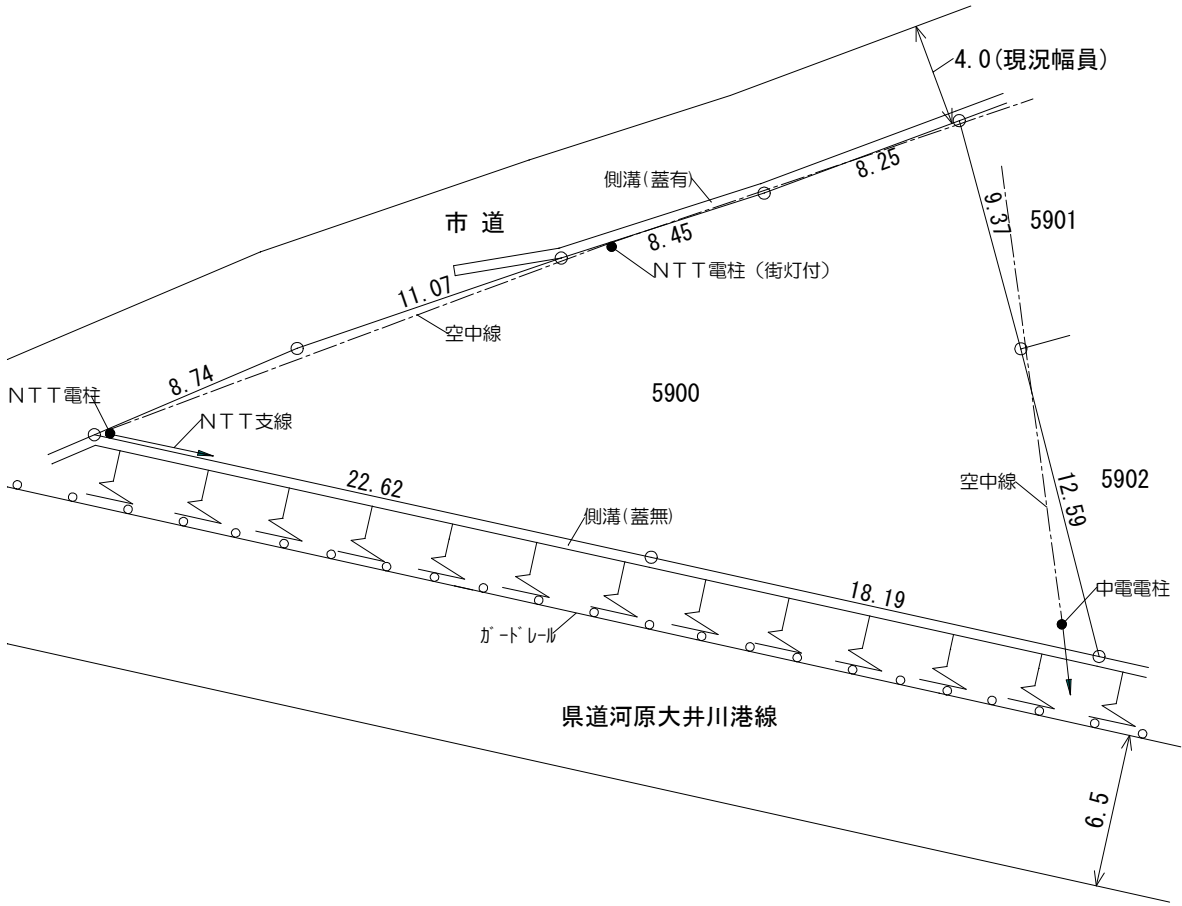 4.0(現況幅員)
8.25
側溝(蓋有)
9.37
5901
市 道
8.45
NTT電柱（街灯付）
11.07
空中線
8.74
NTT電柱
5900
NTT支線
22.62
空中線
5902
12.59
側溝(蓋無)
18.19
中電電柱
ｶﾞｰﾄﾞﾚｰﾙ
県道河原大井川港線
6.5